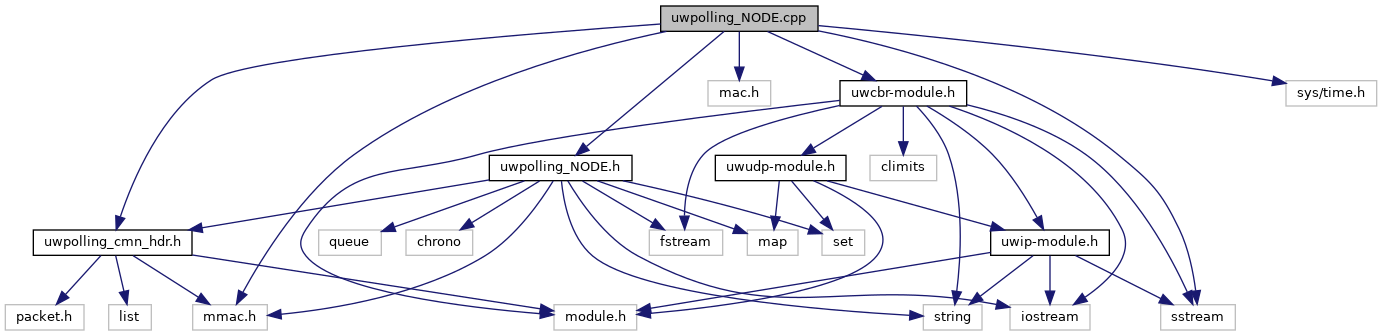 uwpolling_NODE.cpp
mac.h
uwcbr-module.h
sys/time.h
uwpolling_NODE.h
uwudp-module.h
climits
uwpolling_cmn_hdr.h
queue
chrono
fstream
map
set
uwip-module.h
packet.h
list
mmac.h
module.h
string
iostream
sstream